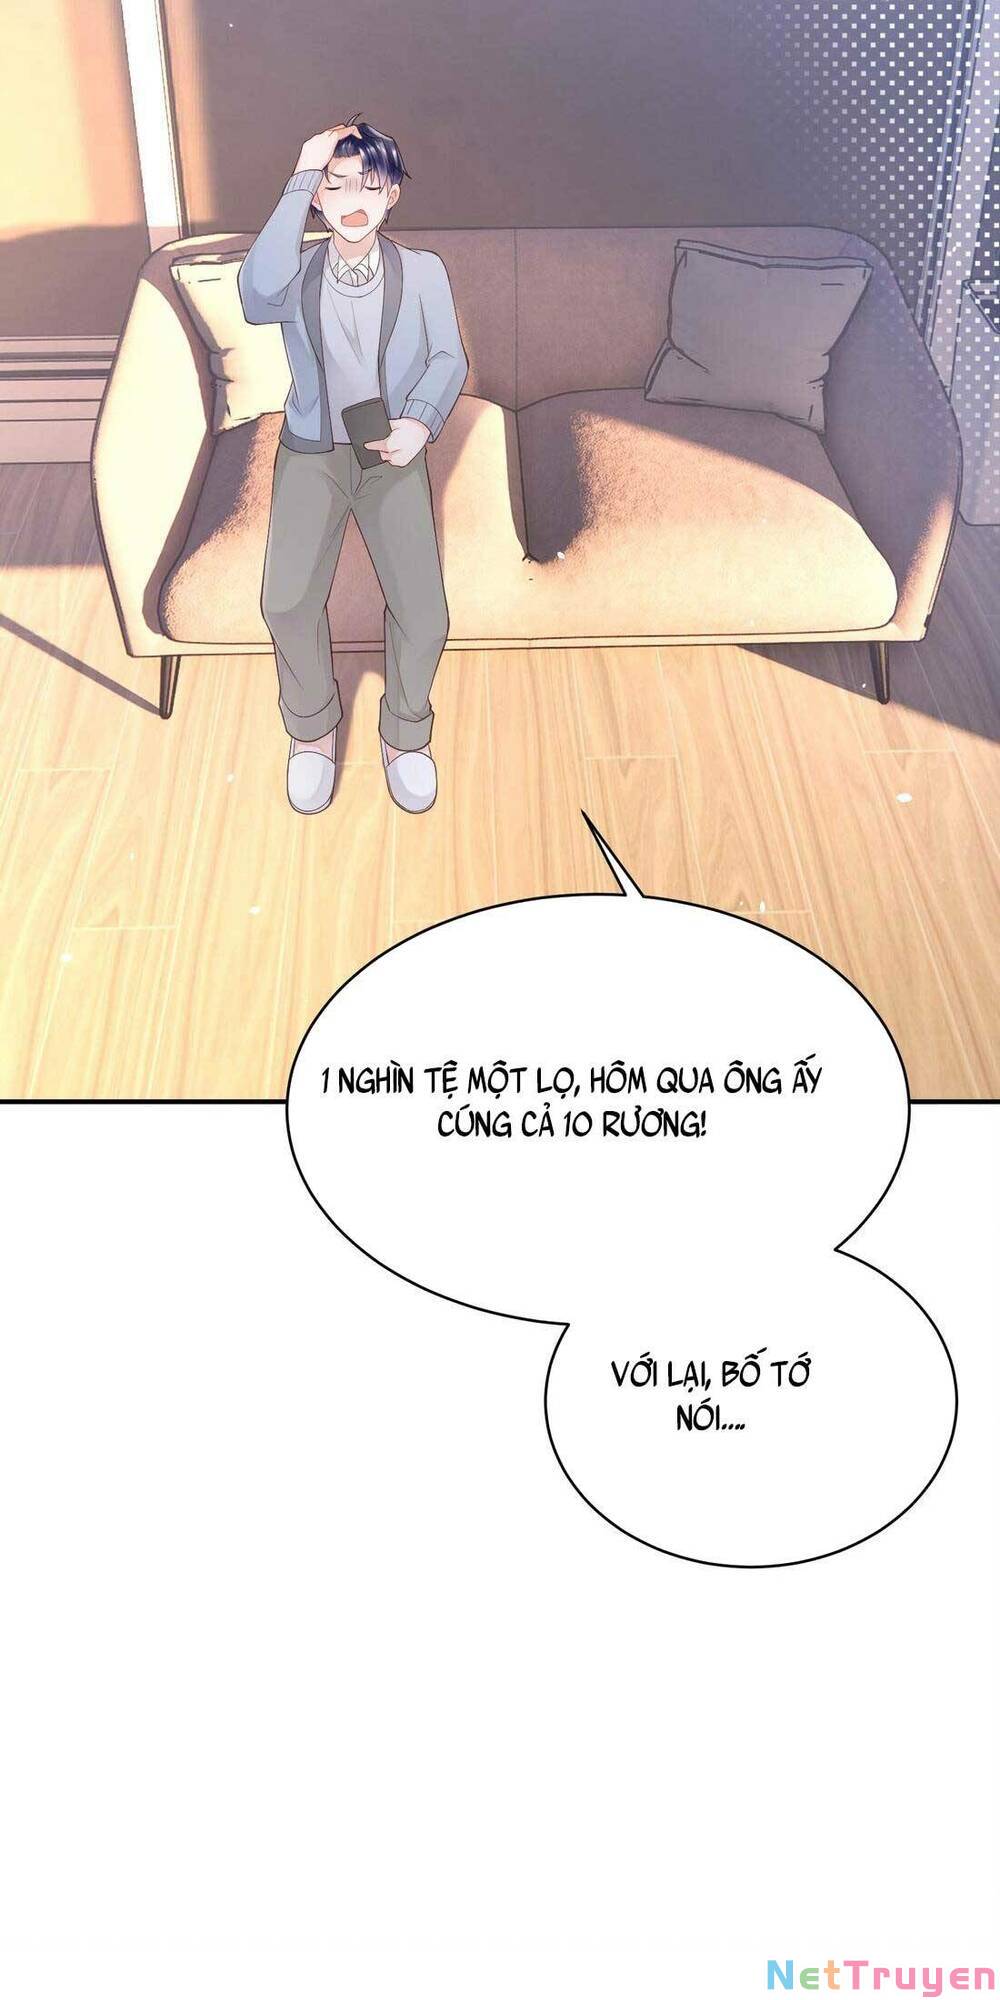 1 NGHÌN TỆ MỘT LỌ, HÔM QUA ÔNG ẤY
CÚNG CẢ 10 RƯƠNG!
VỚI LẠI, BỐ TỚ
NÓI....
NetTruyen